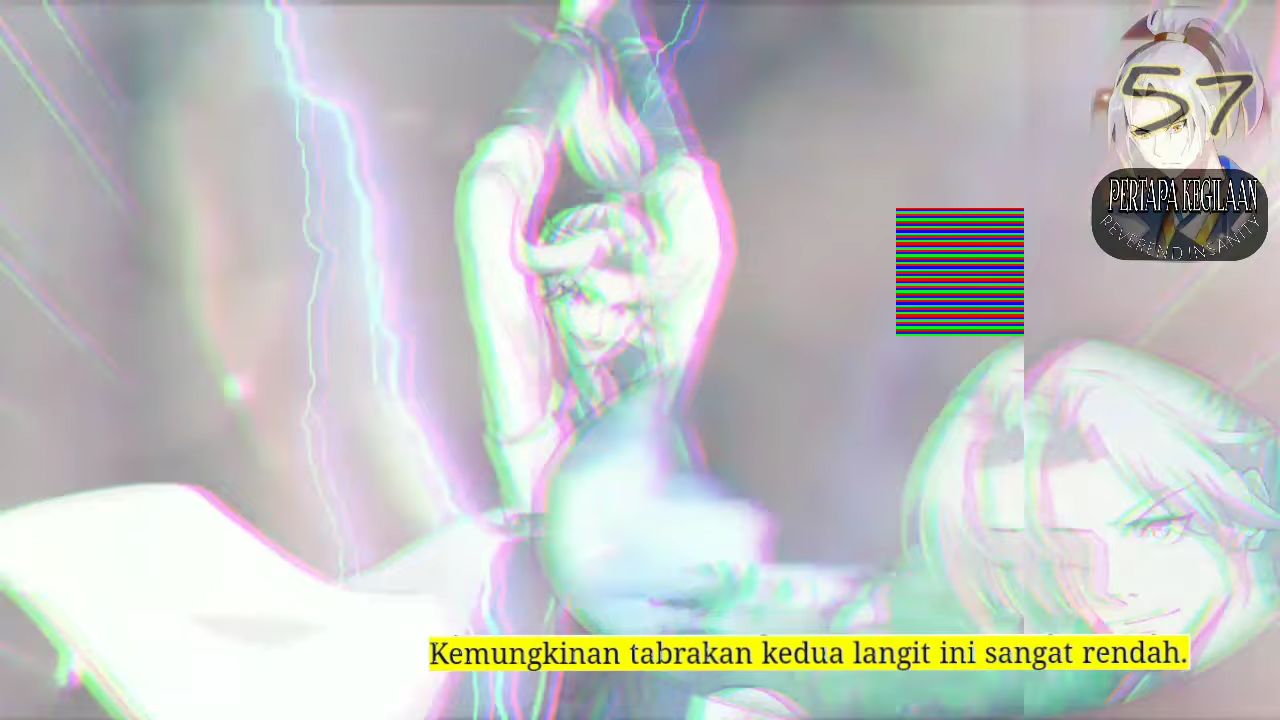 57
PERTAPA KEGILAAN
REVEREND INSANITY
Kemungkinan tabrakan kedua langit ini sangat rendah.